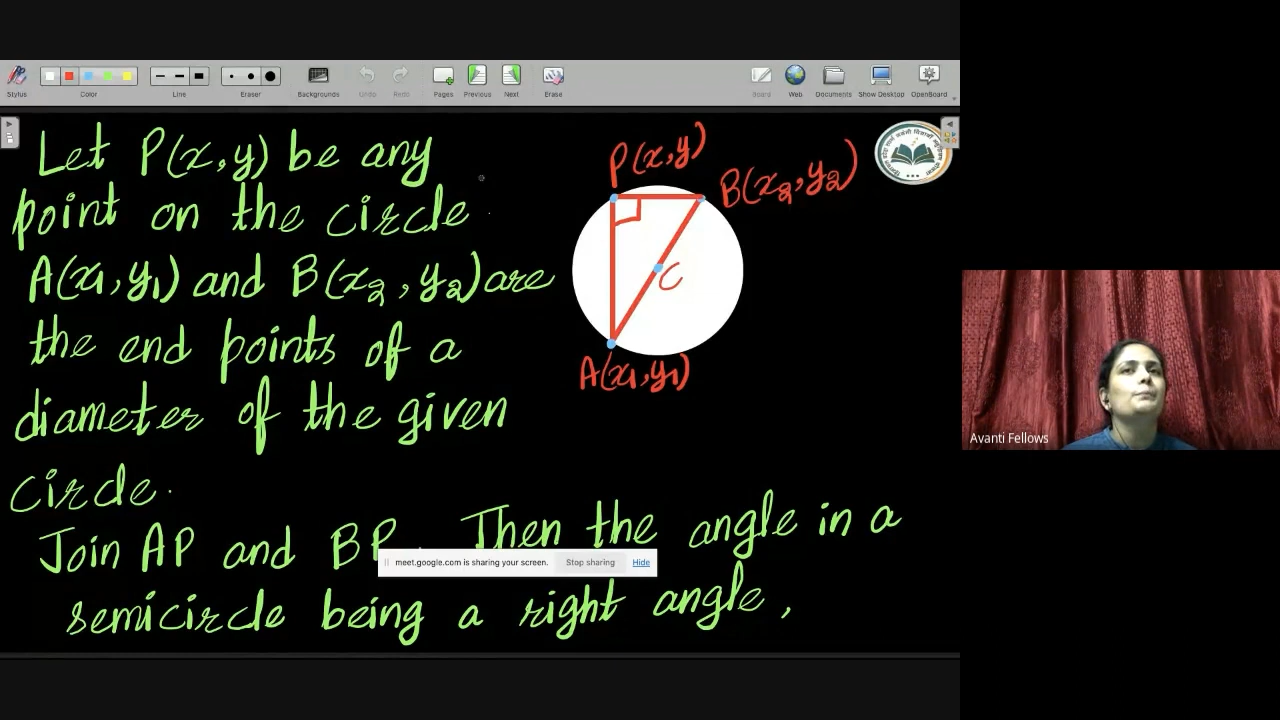 Stylus
Color
Line
Eraser
Backgrounds
Undo
Redo
Pages
Previous
Next
Erase
Board
Web
Documents
Show Desktop
OpenBoard
Let P(x,y) be any
point on the circle
A(x1,y1) and B(x2,y2) are
the end points of a
diameter of the given
circle.
Join AP and BP. Then the angle in a
semicircle being a right angle,
P(x,y)
B(x2,y2)
C
A(x1,y1)
meet.google.com is sharing your screen.
Stop sharing
Hide
Avanti Fellows